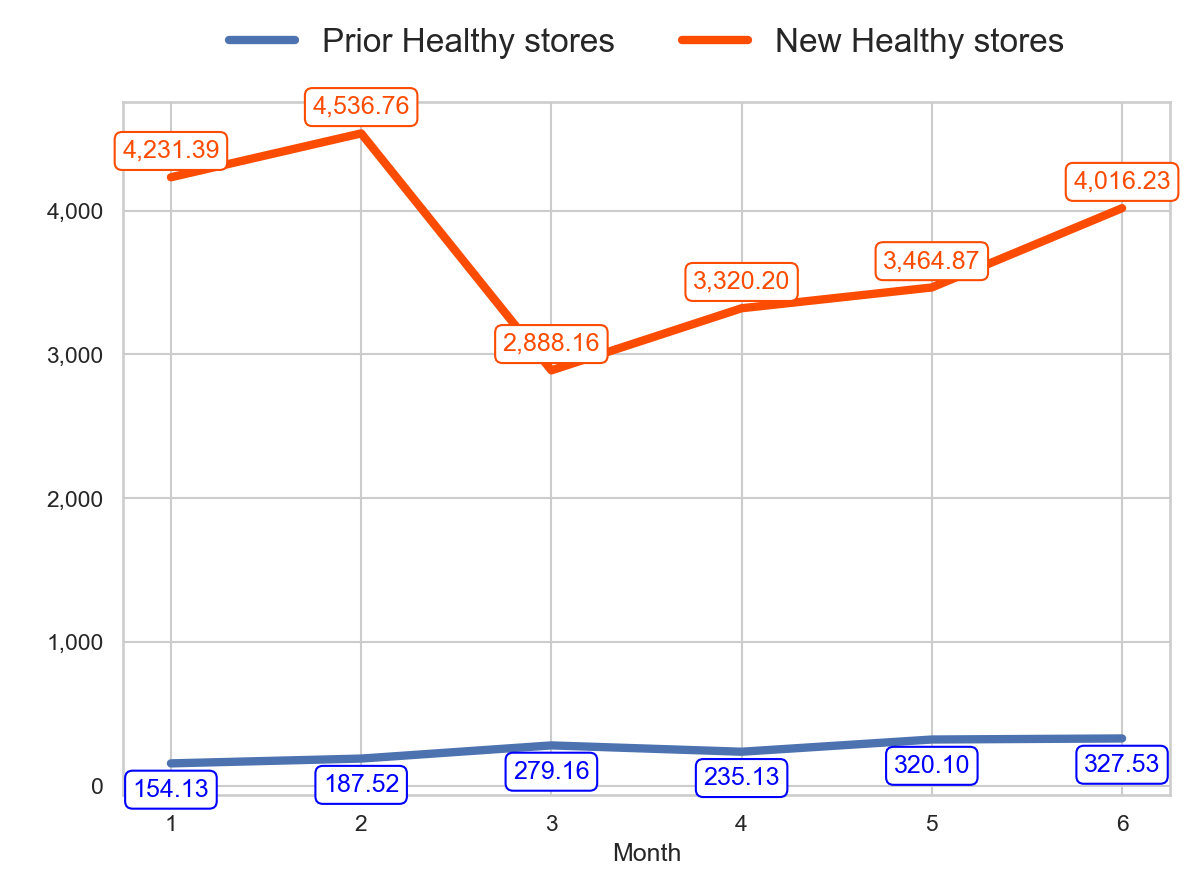 Prior Healthy stores New Healthy stores
4,536.76
4,231.39
4,016.23
4,000
3,464.87
3,320.20
2,888.16
3,000
2,000
1,000
0
154.13 187.52 279.16 235.13 320.10 327.53
1 2 3 4 5 6
Month